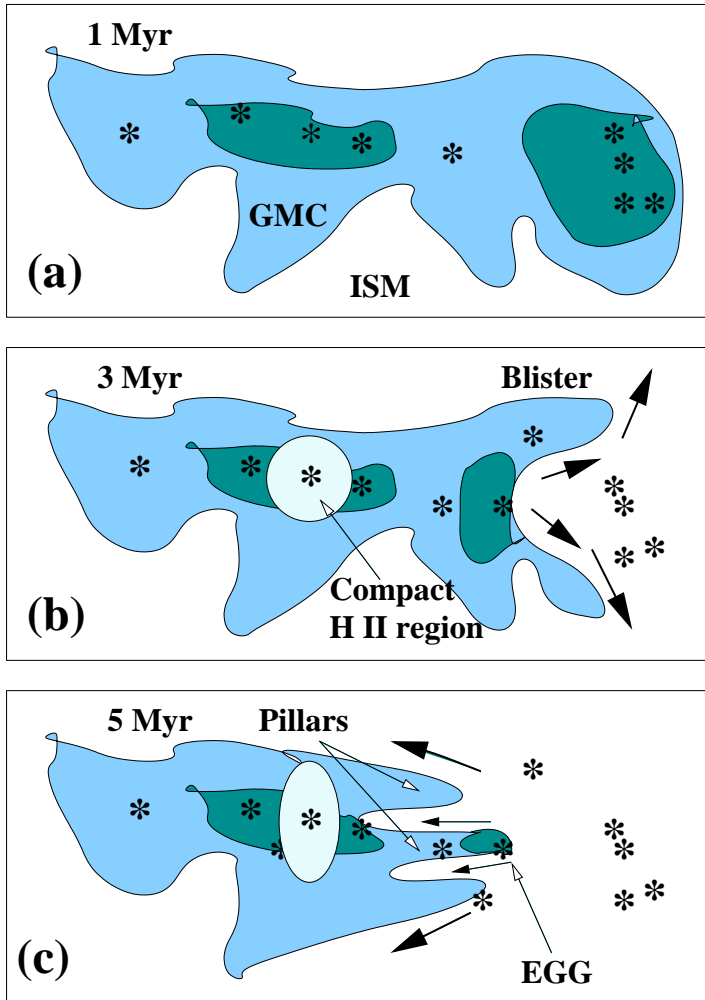 1 Myr
GMC
(a)
ISM
3 Myr
Blister
Compact
H II region
(b)
5 Myr
Pillars
(c)
EGG